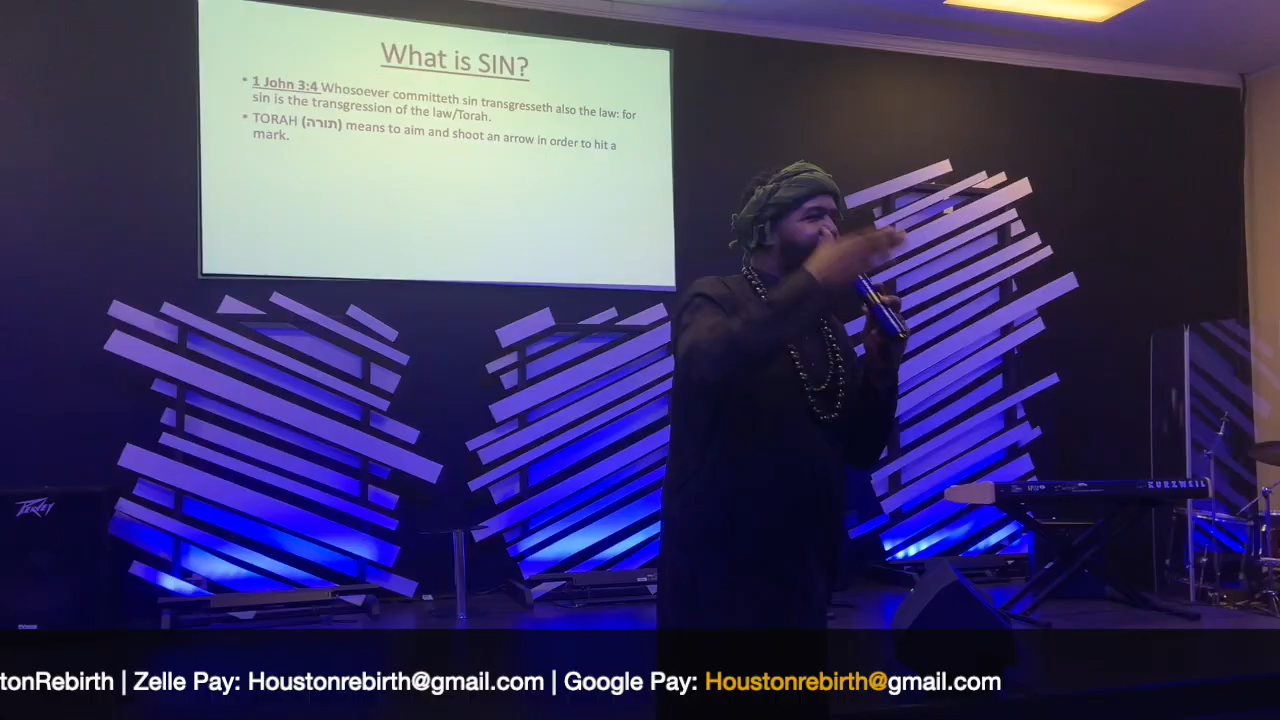 What is SIN?
• 1 John 3:4 Whosoever committeth sin transgresseth also the law: for
sin is the transgression of the law/Torah.
• TORAH (תורה) means to aim and shoot an arrow in order to hit a
mark.
PEAVEY
KURZWEIL
tonRebirth | Zelle Pay: Houstonrebirth@gmail.com | Google Pay: Houstonrebirth@gmail.com